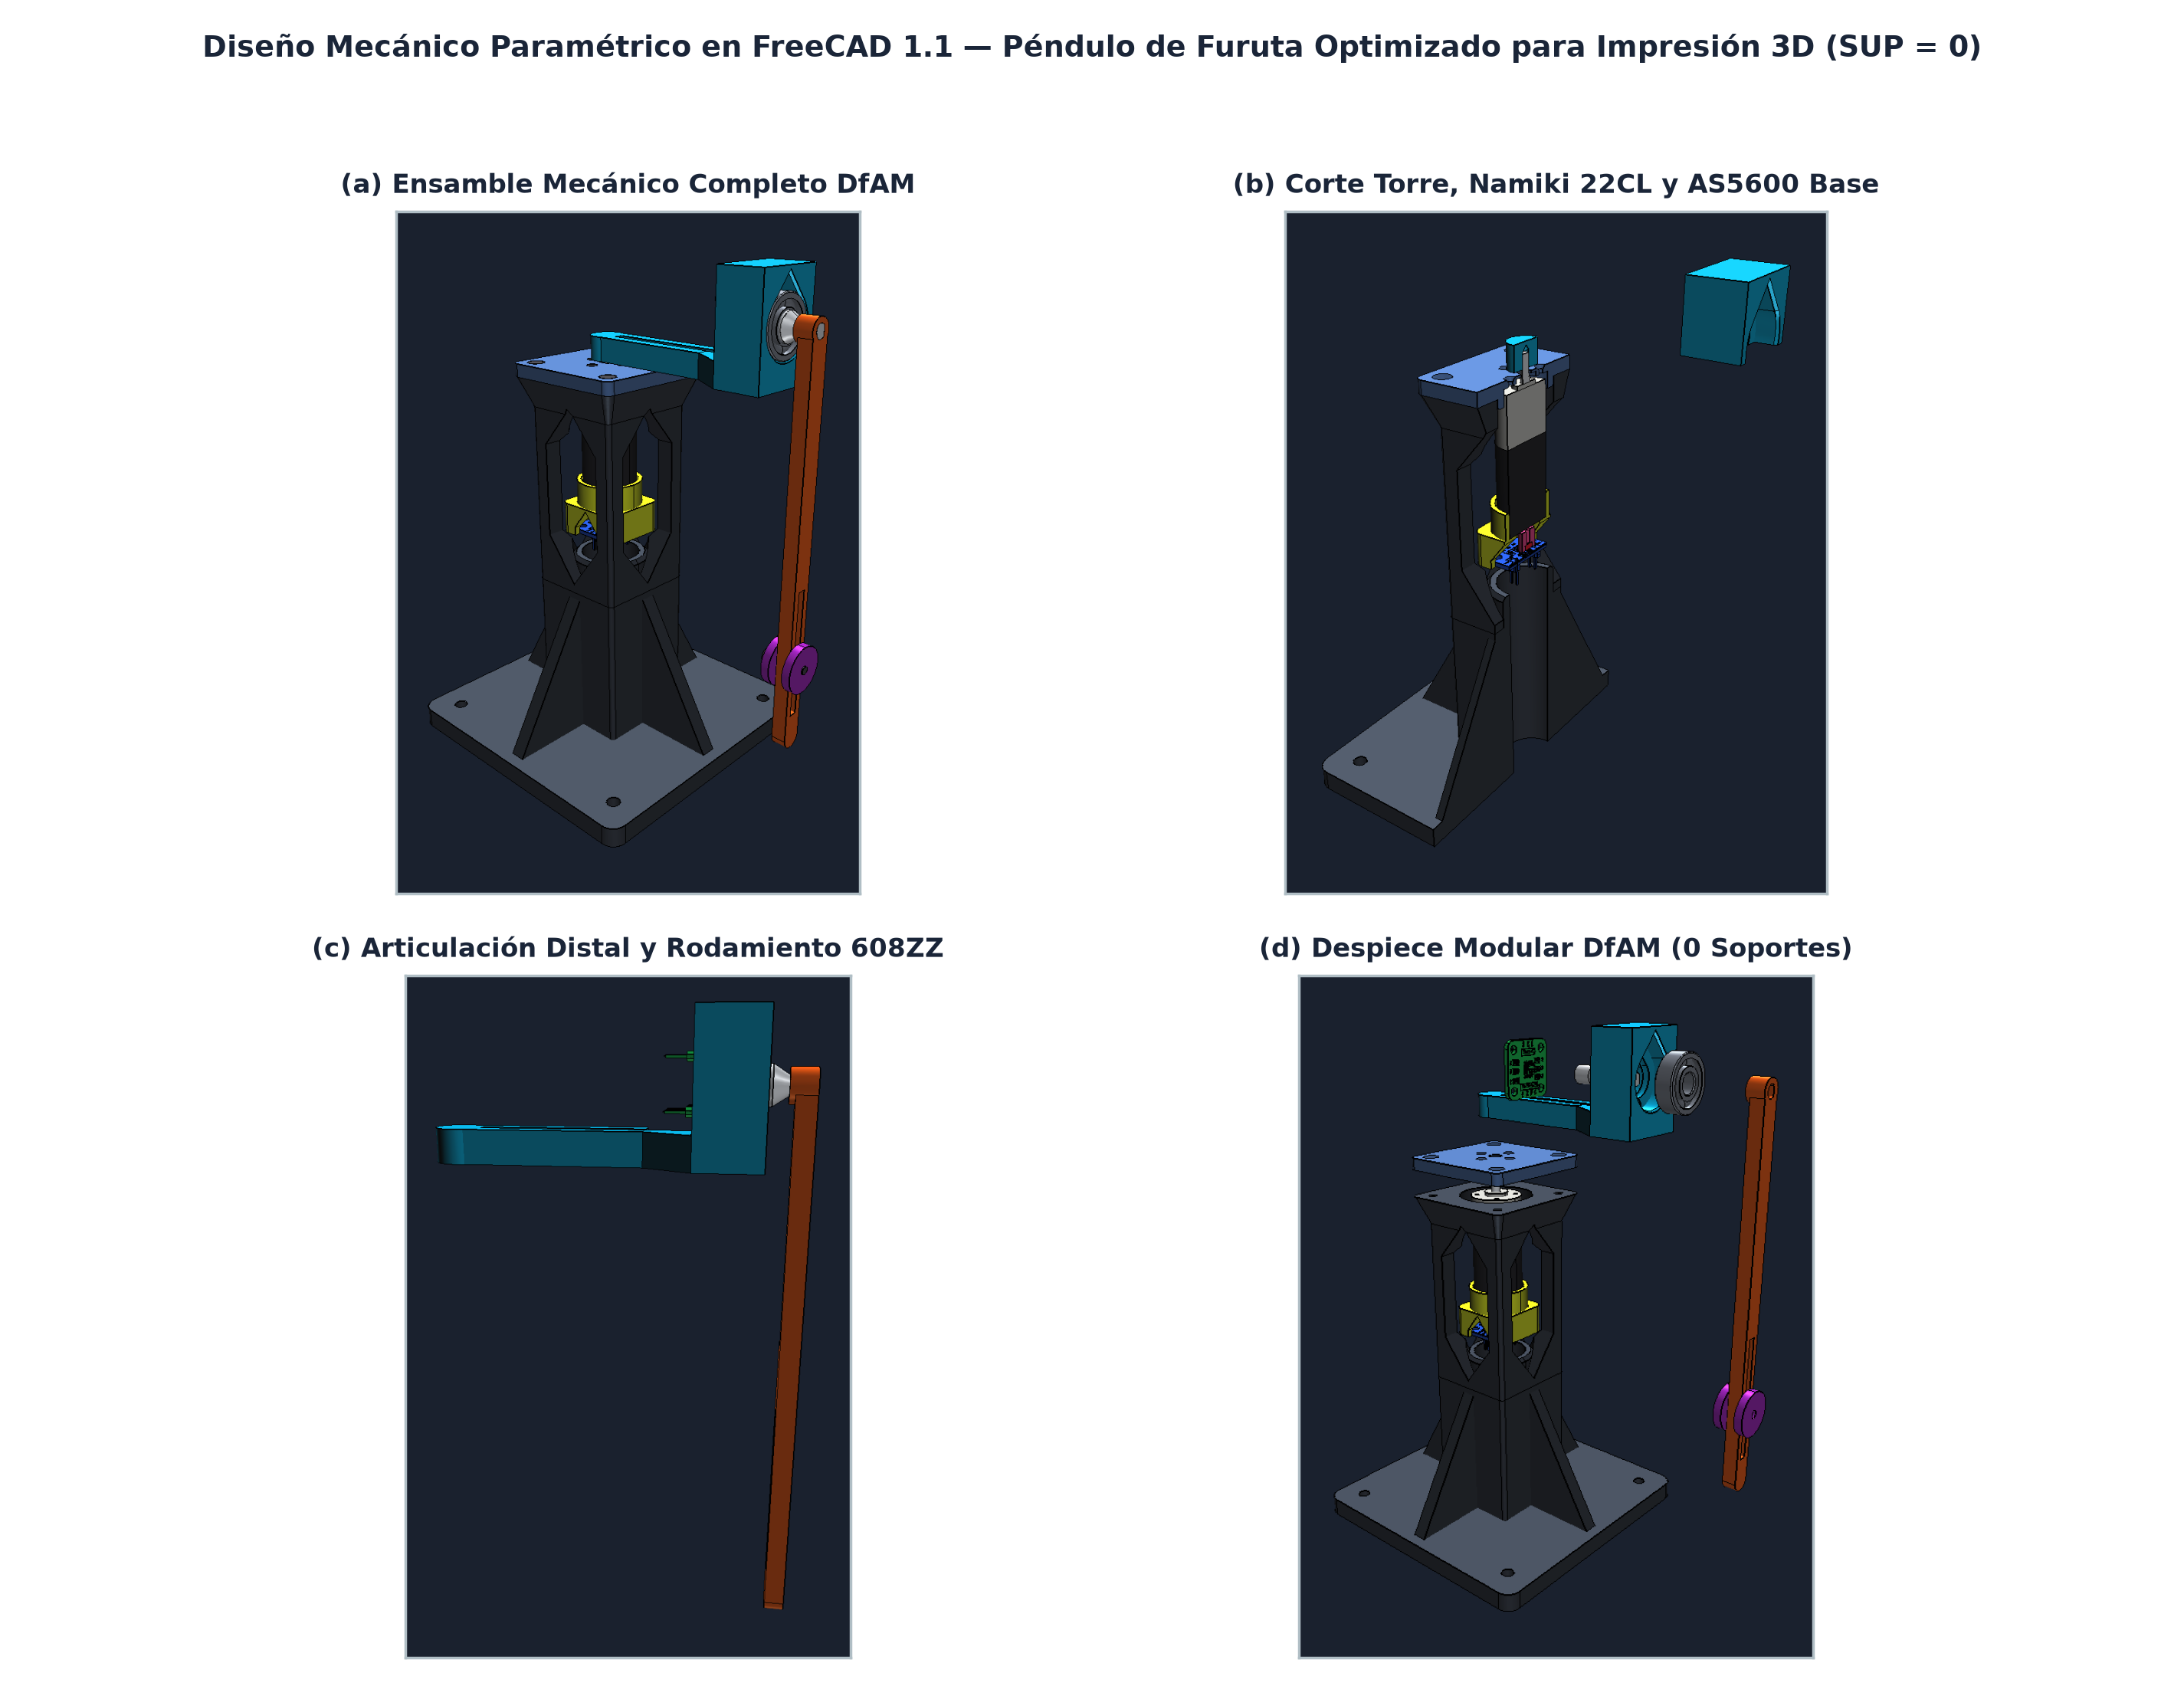 Diseño Mecánico Paramétrico en FreeCAD 1.1 — Péndulo de Furuta Optimizado para Impresión 3D (SUP = 0)
(a) Ensamble Mecánico Completo DfAM
(b) Corte Torre, Namiki 22CL y AS5600 Base
(c) Articulación Distal y Rodamiento 608ZZ
(d) Despiece Modular DfAM (0 Soportes)